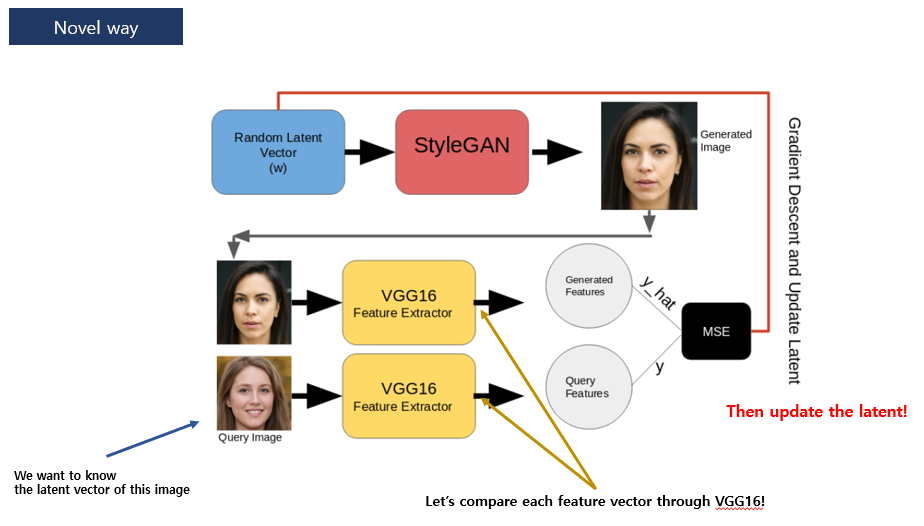 Novel way
Random Latent
Vector
(w)
StyleGAN
Generated
Image
Gradient Descent and Update Latent
VGG16
Feature Extractor
Generated
Features
y_hat
MSE
VGG16
Feature Extractor
Query
Features
y
Query Image
Then update the latent!
We want to know
the latent vector of this image
Let's compare each feature vector through VGG16!